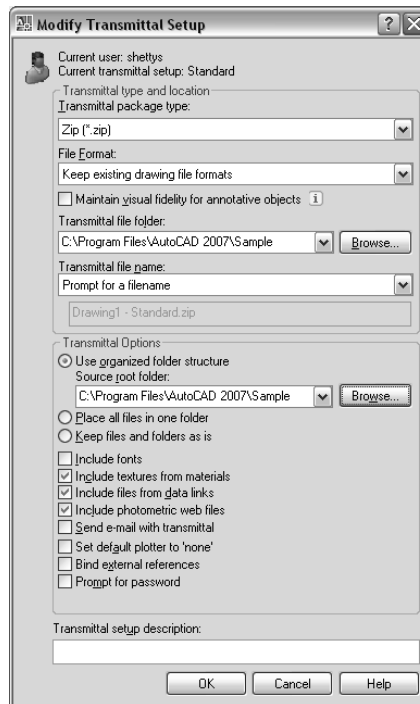 Modify Transmittal Setup
Current user: shettys
Current transmittal setup: Standard
Transmittal type and location
Transmittal package type:
Zip (*.zip)
File Format:
Keep existing drawing file formats
Maintain visual fidelity for annotative objects
Transmittal file folder:
C:\Program Files\AutoCAD 2007\Sample
Browse...
Transmittal file name:
Prompt for a filename
Drawing1 - Standard.zip
Transmittal Options
Use organized folder structure
Source root folder:
C:\Program Files\AutoCAD 2007\Sample
Browse...
Place all files in one folder
Keep files and folders as is
Include fonts
Include textures from materials
Include files from data links
Include photometric web files
Send e-mail with transmittal
Set default plotter to 'none'
Bind external references
Prompt for password
Transmittal setup description:
OK Cancel Help